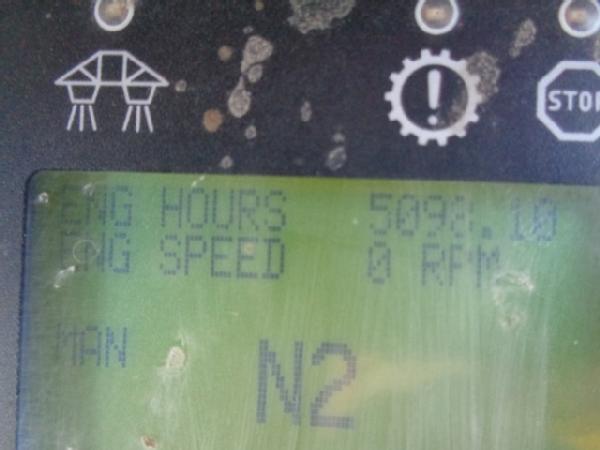 STOP
ENG HOURS 5098.10
ENG SPEED 0 RPM
MAN
N2